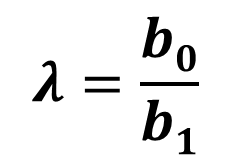 λ = b₀ / b₁